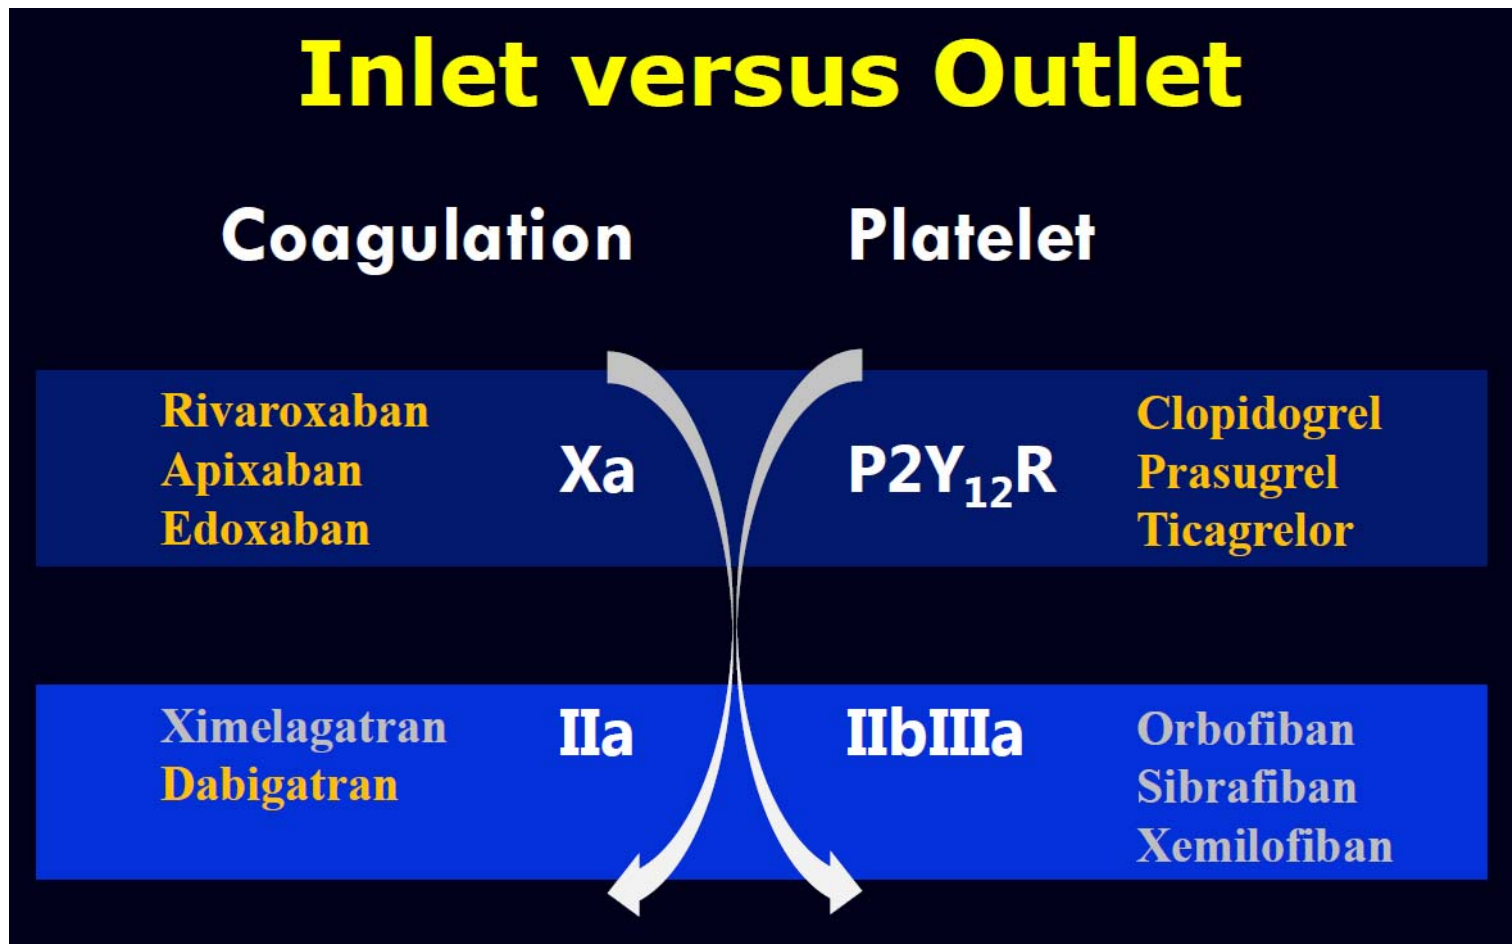 Inlet versus Outlet
Coagulation
Platelet
Rivaroxaban
Apixaban
Edoxaban
Xa
P2Y₁₂R
Clopidogrel
Prasugrel
Ticagrelor
Ximelagatran
Dabigatran
IIa
IIbIIIa
Orbofiban
Sibrafiban
Xemilofiban